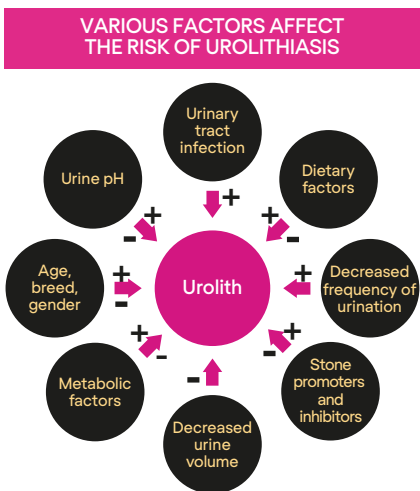 VARIOUS FACTORS AFFECT
THE RISK OF UROLITHIASIS
Urinary
tract
infection
+
Urine pH
+
-
Dietary
factors
+
-
Age,
breed,
gender
+
-
Urolith
Decreased
frequency of
urination
+
Metabolic
factors
+
-
Stone
promoters
and
inhibitors
+
-
Decreased
urine
volume
-